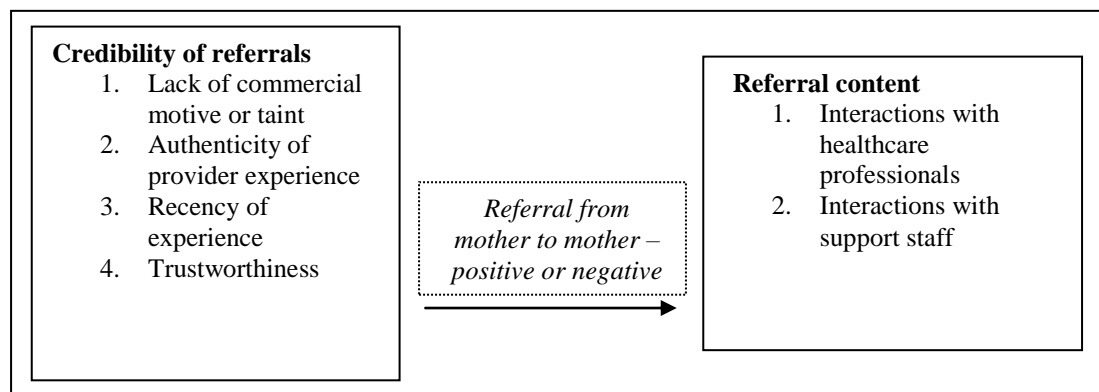 Credibility of referrals
1. Lack of commercial
motive or taint
2. Authenticity of
provider experience
3. Recency of
experience
4. Trustworthiness
Referral from
mother to mother –
positive or negative
Referral content
1. Interactions with
healthcare
professionals
2. Interactions with
support staff